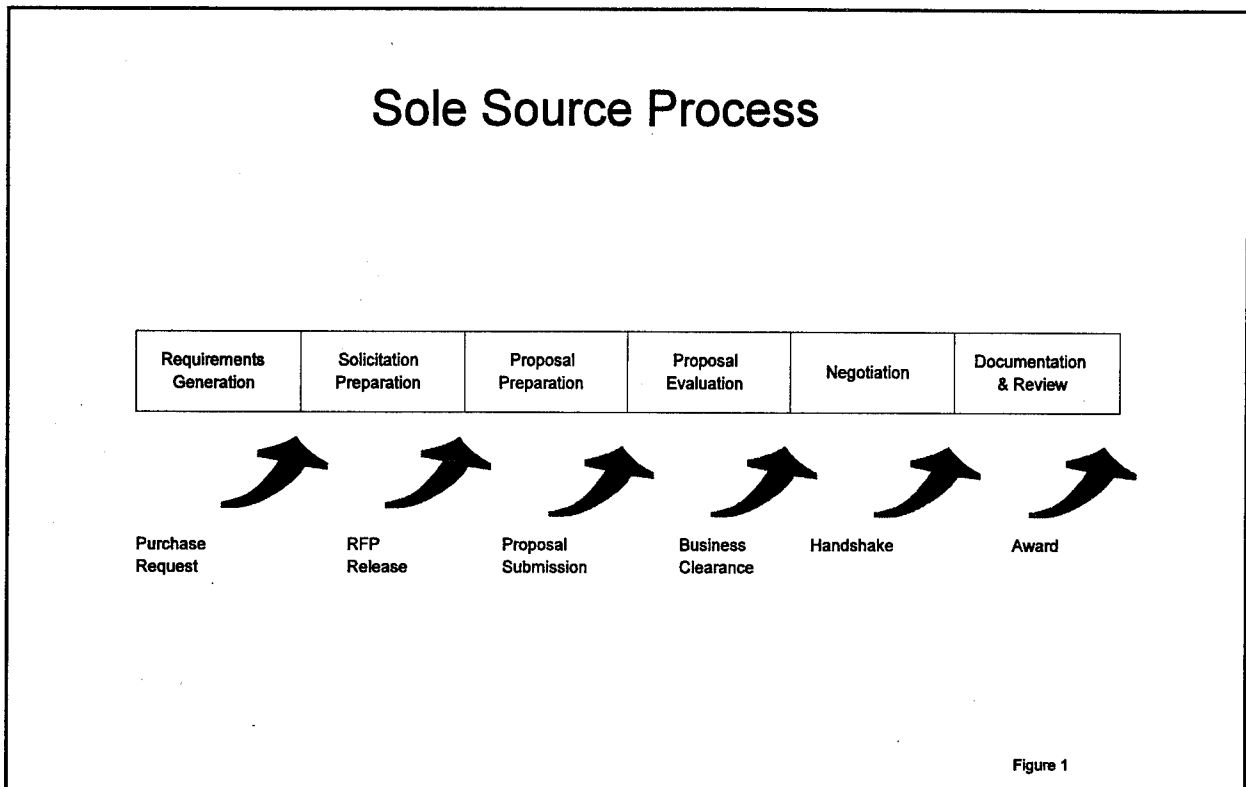 Sole Source Process
Requirements
Generation
Solicitation
Preparation
Proposal
Preparation
Proposal
Evaluation
Negotiation
Documentation
& Review
Purchase
Request
RFP
Release
Proposal
Submission
Business
Clearance
Handshake
Award
Figure 1